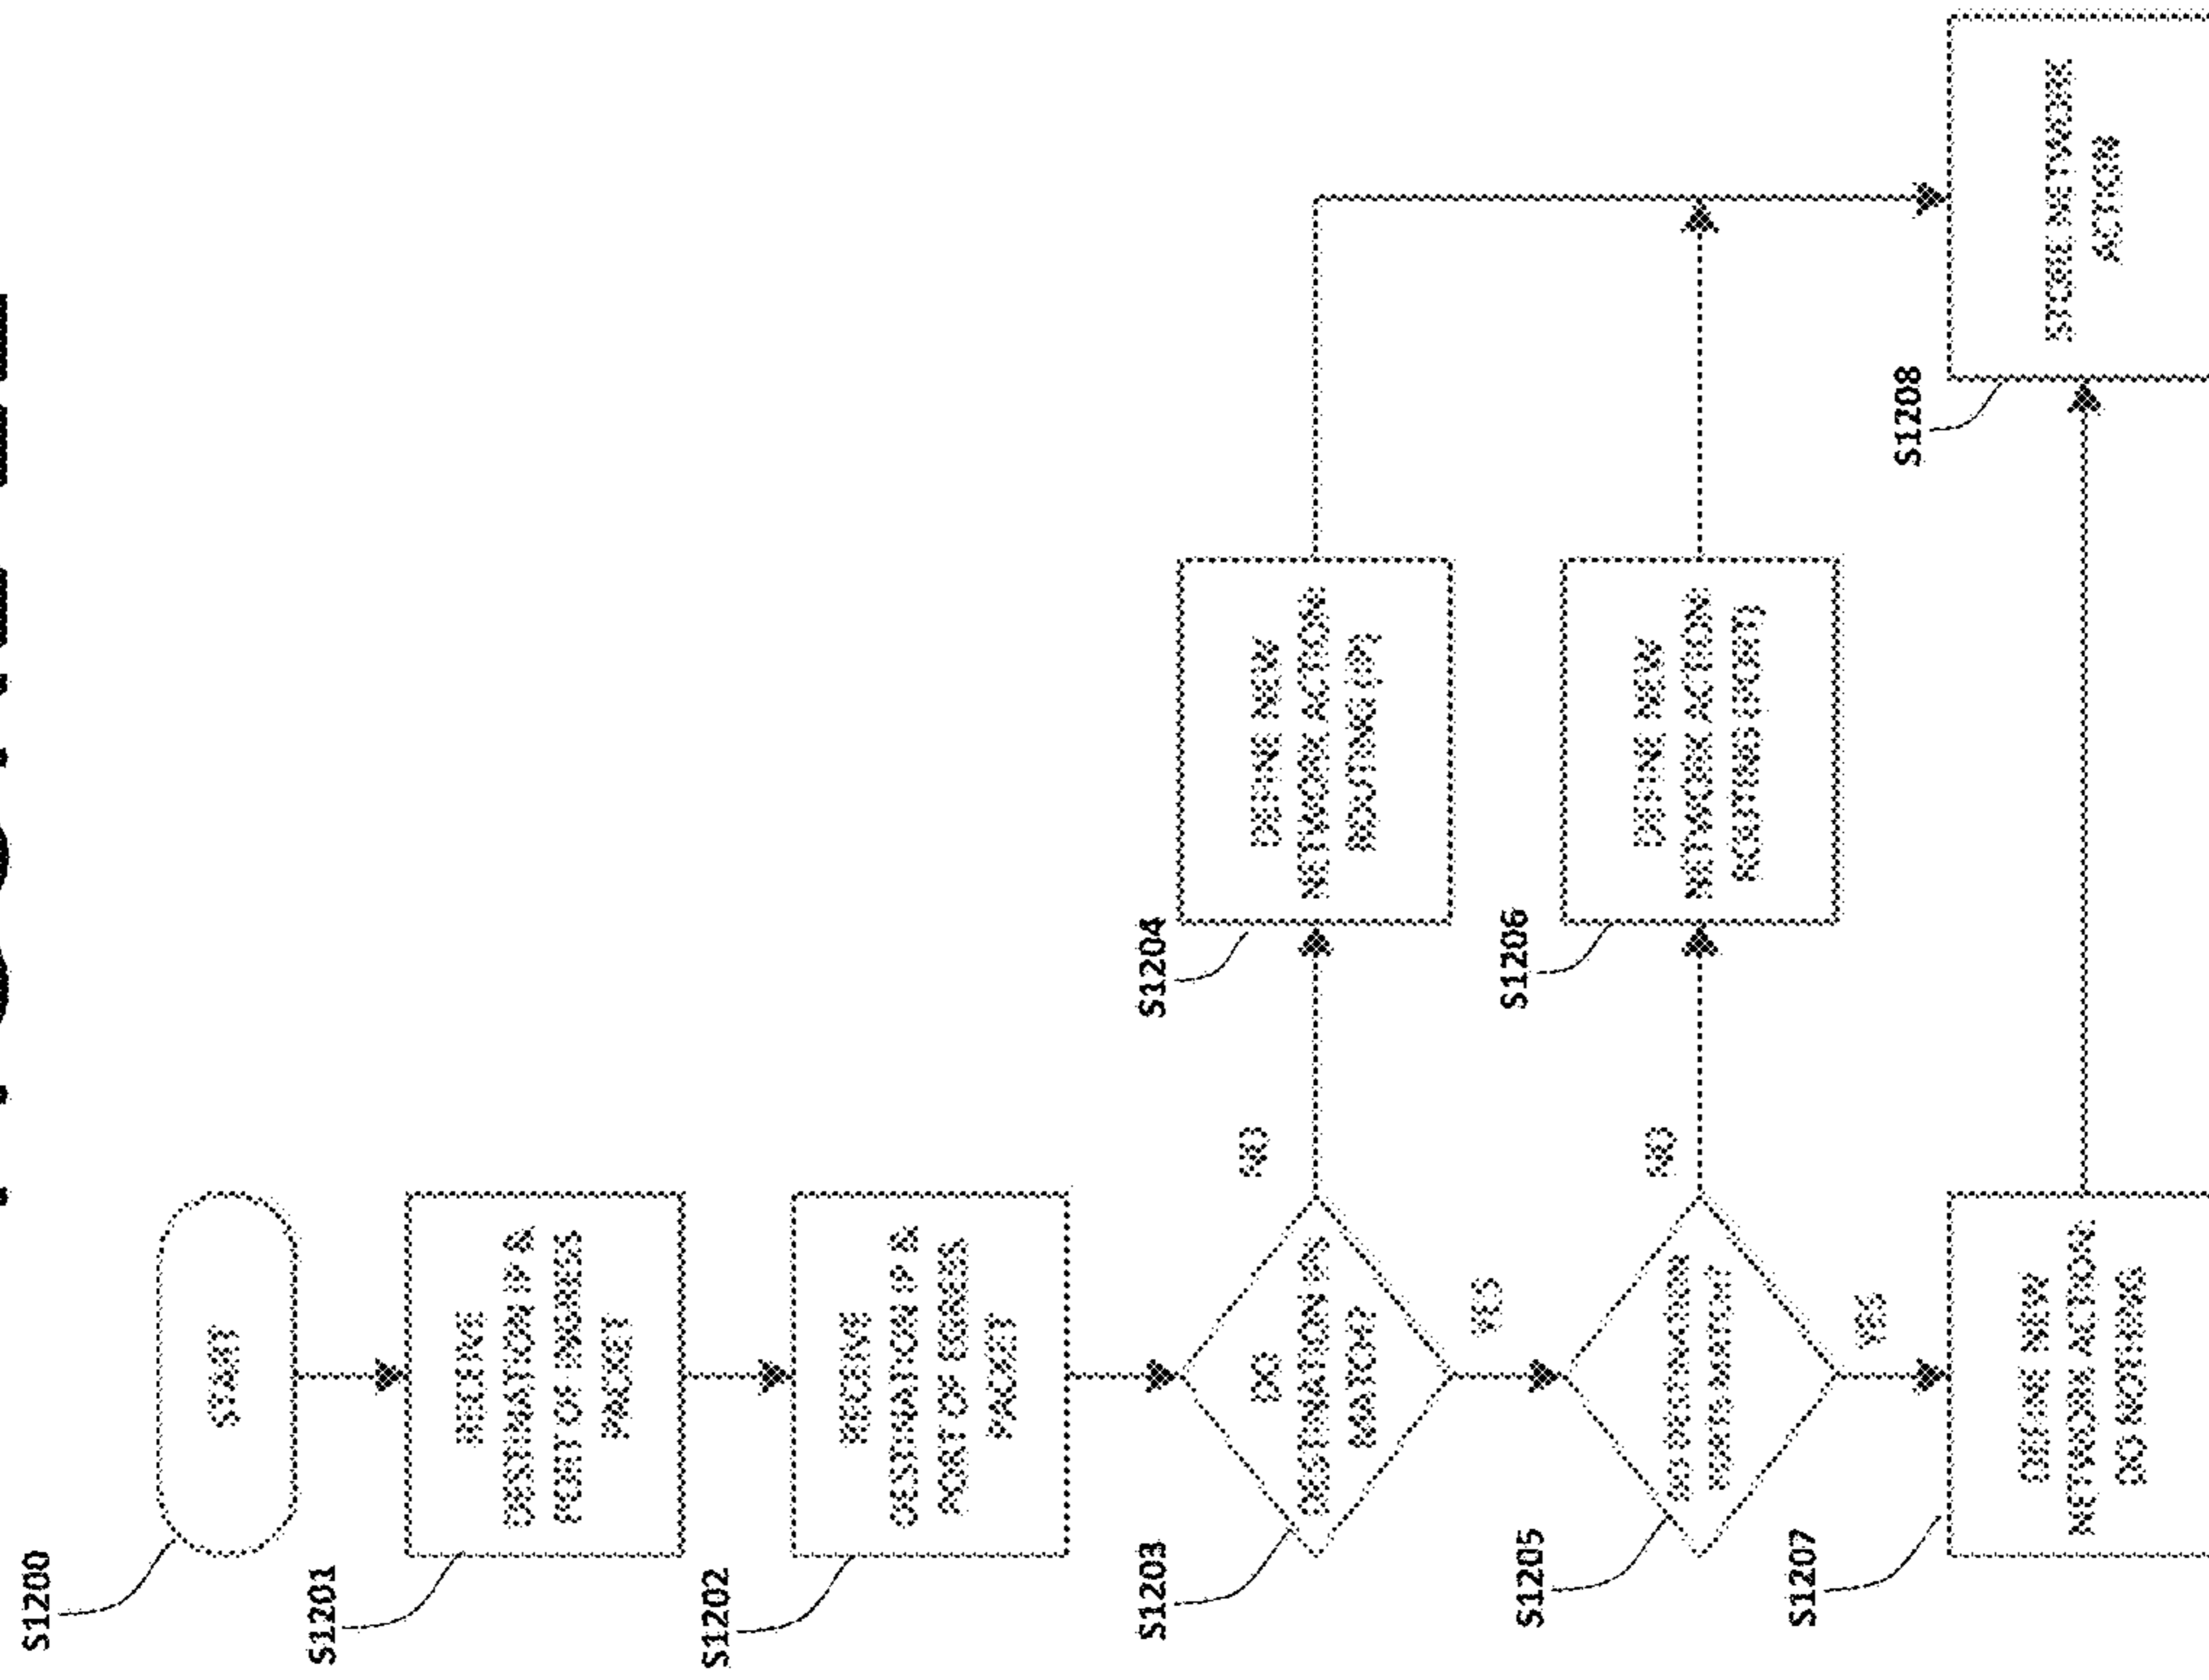 S1200
START
S1201
RECEIVE
DESTINATION IP &
PORT OF INGRESS
PACKET
S1202
RECEIVE
DESTINATION IP &
PORT OF EGRESS
PACKET
S1203
DO
DESTINATION IPS
MATCH?
NO
YES
S1204
DEFINE NEW
NETWORK ACTION
ROUTING (IP)
S1205
DO DESTINATION
PORTS MATCH?
NO
YES
S1206
DEFINE NEW
NETWORK ACTION
ROUTING (PORT)
S1207
DEFINE NEW
NETWORK ACTION
DO NOTHING
S1208
STORE NETWORK
ACTION